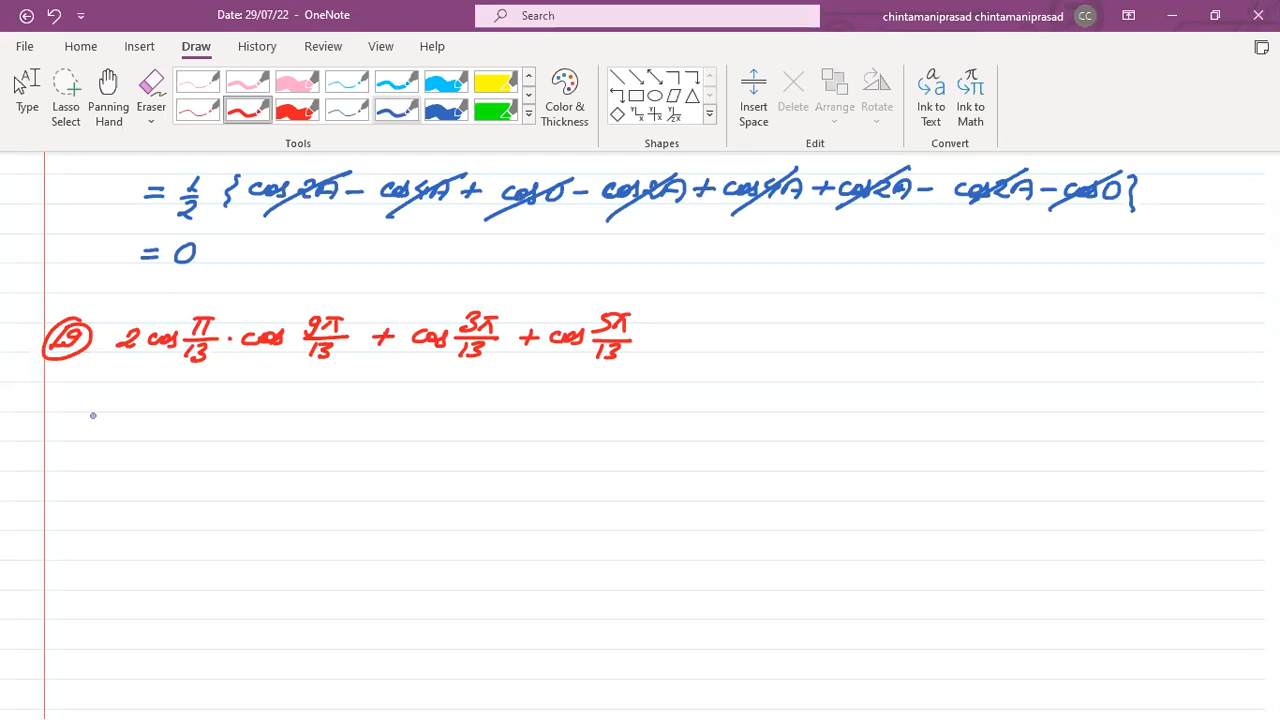 Date: 29/07/22 - OneNote
Search
chintamaniprasad chintamaniprasad CC
File Home Insert Draw View History Review View Help
Type Lasso Select Panning Hand Eraser Color & Thickness Insert Space Delete Arrange Rotate Ink to Text Ink to Math
Tools Shapes Edit Convert
= 1/2 {cos 2A - cos 4A + cos 0 - cos 2A + cos 4A + cos 2A - cos 2A - cos 0}
= 0
19 2 cos π/13 . cos 9π/13 + cos 3π/13 + cos 5π/13